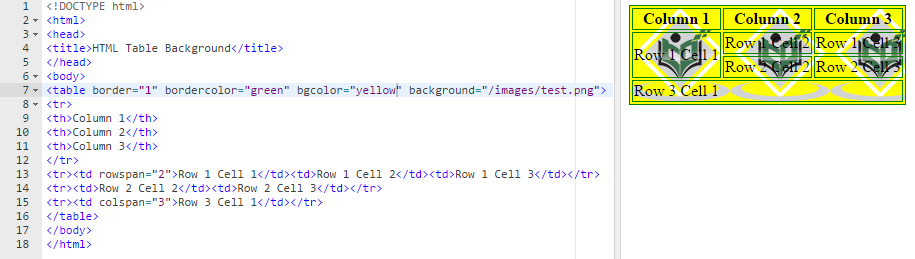 1 <!DOCTYPE html>
2 <html>
3 <head>
4 <title>HTML Table Background</title>
5 </head>
6 <body>
7 <table border="1" bordercolor="green" bgcolor="yellow" background="/images/test.png">
8 <tr>
9 <th>Column 1</th>
10 <th>Column 2</th>
11 <th>Column 3</th>
12 </tr>
13 <tr><td rowspan="2">Row 1 Cell 1</td><td>Row 1 Cell 2</td><td>Row 1 Cell 3</td></tr>
14 <tr><td>Row 2 Cell 2</td><td>Row 2 Cell 3</td></tr>
15 <tr><td colspan="3">Row 3 Cell 1</td></tr>
16 </table>
17 </body>
18 </html>
Column 1 Column 2 Column 3
Row 1 Cell 1 Row 1 Cell 2 Row 1 Cell 3
Row 2 Cell 2 Row 2 Cell 3
Row 3 Cell 1